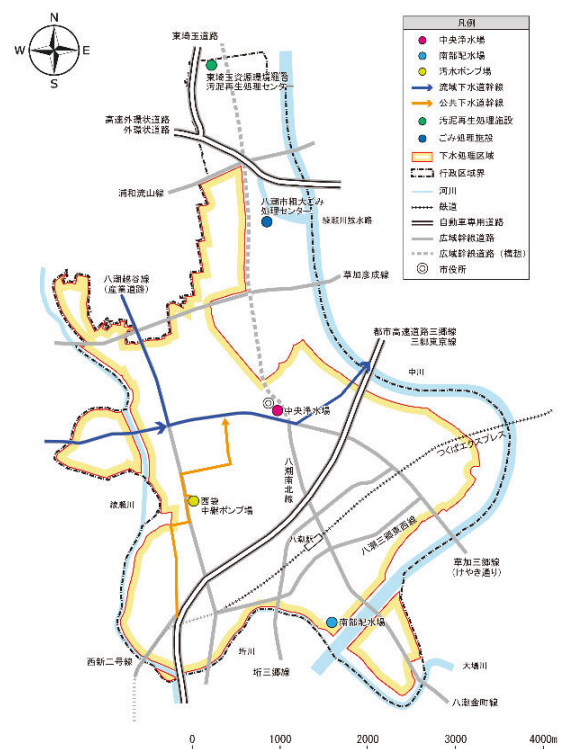 N
W
E
S
東埼玉道路
東埼玉資源環境組合
汚泥再生処理センター
高速外環状道路
外環状道路
浦和流山線
八潮市粗大ごみ
処理センター
綾瀬川放水路
八潮越谷線
(産業道路)
草加彦成線
都市高速道路三郷線
三郷東京線
中川
中央浄水場
つくばエクスプレス
八潮南北線
綾瀬川
西袋
中継ポンプ場
八潮駅
八潮三郷東西線
草加三郷線
(けやき通り)
南部配水場
西新二号線
垳川
垳三郷線
大場川
八潮金町線
凡例
中央浄水場
南部配水場
汚水ポンプ場
流域下水道幹線
公共下水道幹線
汚泥再生処理施設
ごみ処理施設
下水処理区域
行政区域界
河川
鉄道
自動車専用道路
広域幹線道路
広域幹線道路(構想)
市役所
0 1000 2000 3000 4000m